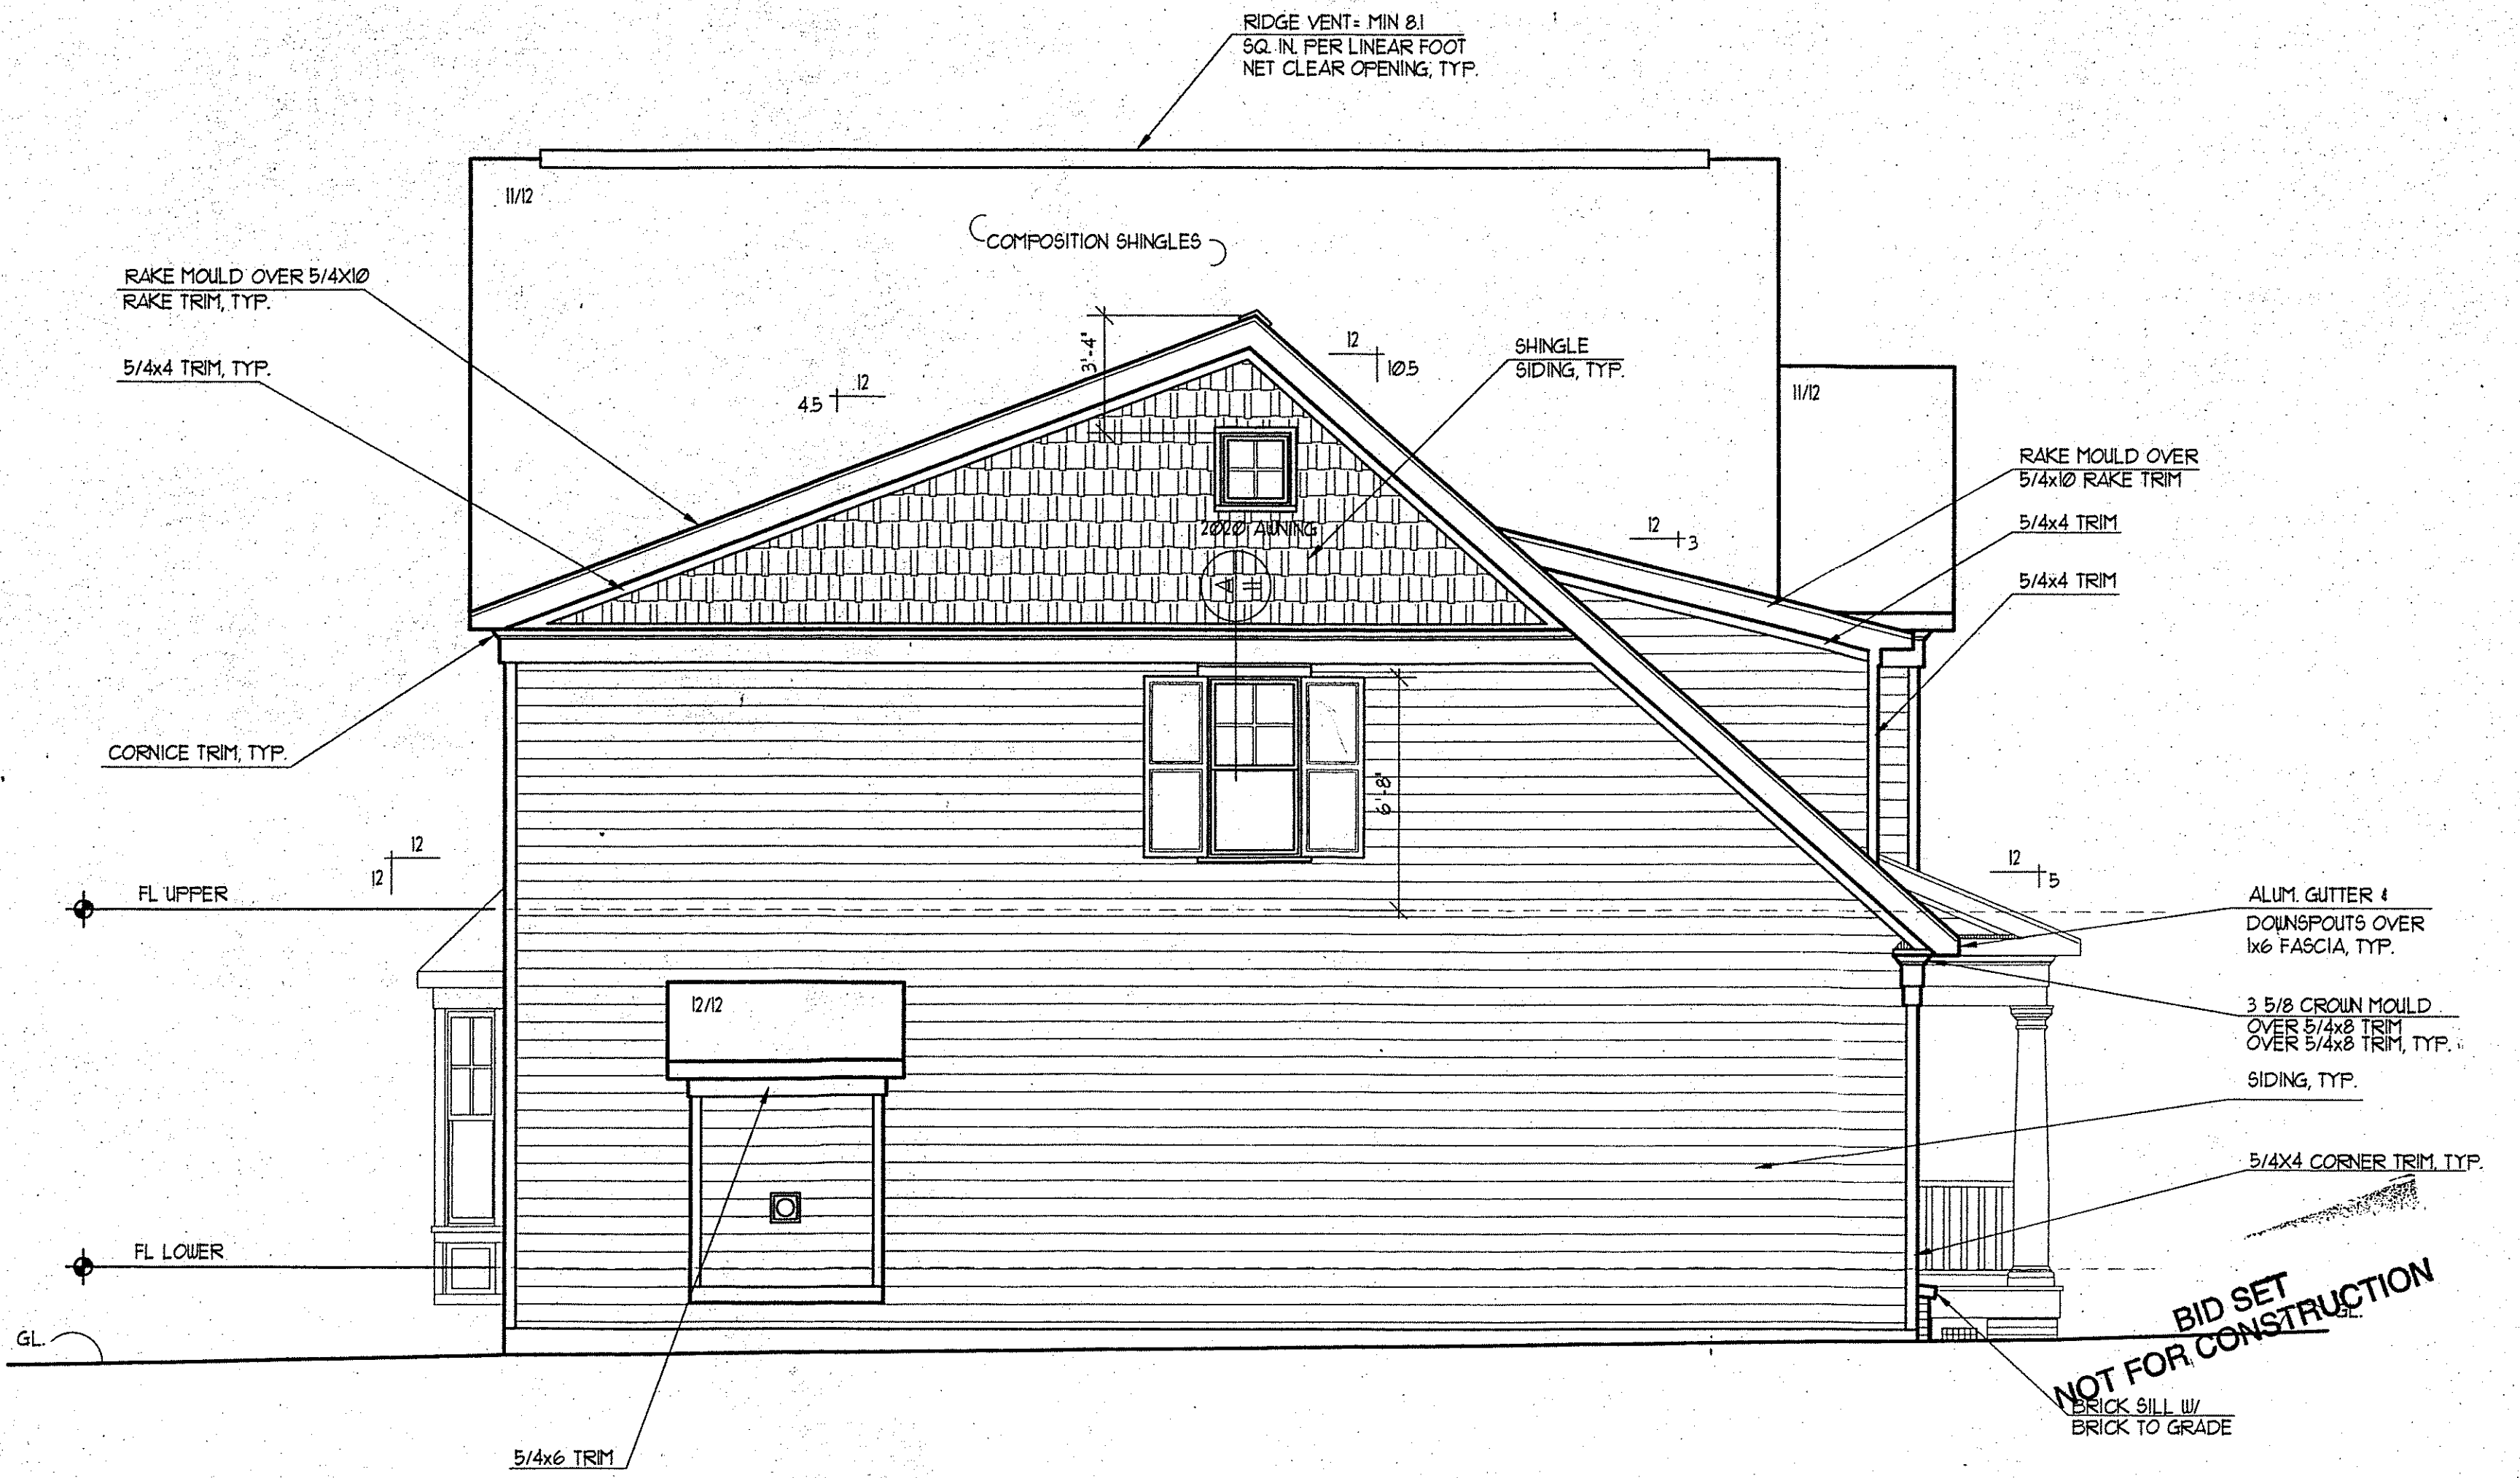 RIDGE VENT= MIN 8.1
SQ. IN. PER LINEAR FOOT
NET CLEAR OPENING, TYP.
11/12
COMPOSITION SHINGLES
RAKE MOULD OVER 5/4X10
RAKE TRIM, TYP.
5/4x4 TRIM, TYP.
3'-4"
12
4.5
12
10.5
SHINGLE
SIDING, TYP.
11/12
RAKE MOULD OVER
5/4x10 RAKE TRIM
5/4x4 TRIM
5/4x4 TRIM
12
3
2020 AWNING
A
11
CORNICE TRIM, TYP.
6'-8"
12
12
FL UPPER
12
5
ALUM. GUTTER &
DOWNSPOUTS OVER
1x6 FASCIA, TYP.
12/12
3 5/8 CROWN MOULD
OVER 5/4x8 TRIM
OVER 5/4x8 TRIM, TYP.
SIDING, TYP.
5/4X4 CORNER TRIM, TYP.
FL LOWER
GL.
GL.
BID SET
NOT FOR CONSTRUCTION
BRICK SILL W/
BRICK TO GRADE
5/4x6 TRIM